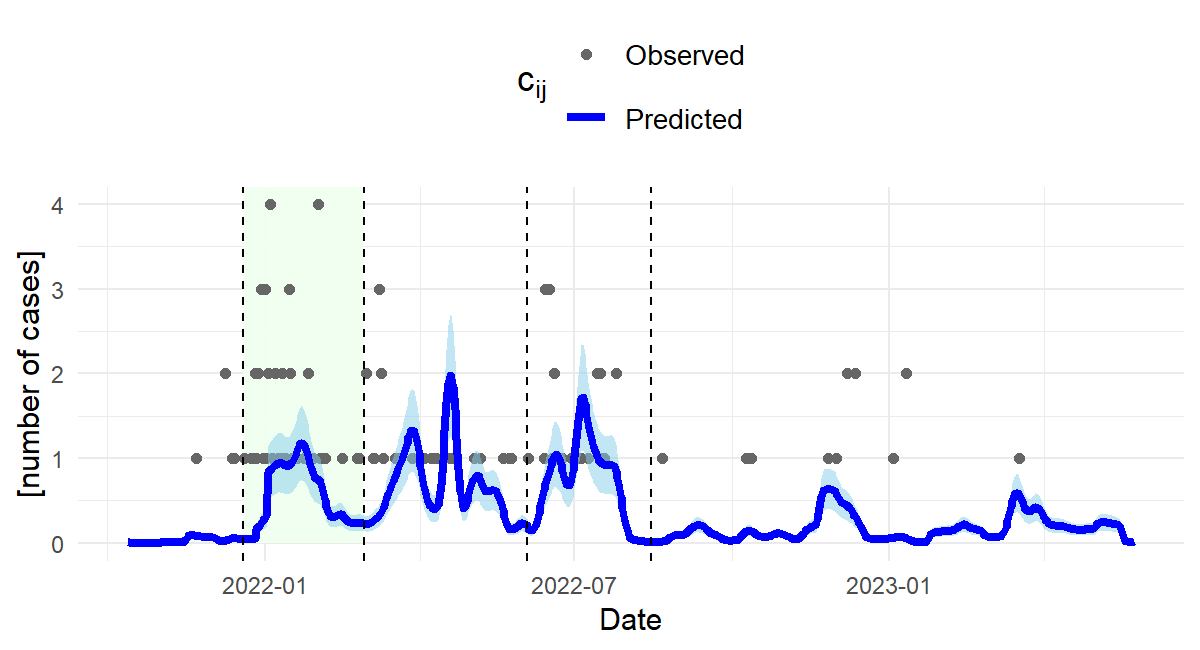 Observed
c_ij
Predicted
[number of cases]
4
3
2
1
0
2022-01
2022-07
2023-01
Date